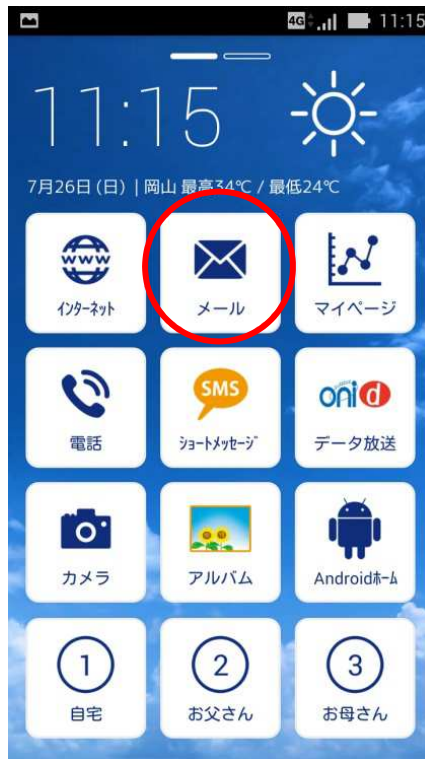 4G 11:15
11:15
7月26日 (日) | 岡山 最高34℃ / 最低24℃
www
インターネット メール マイページ
SMS oni d
電話 ショートメッセージ データ放送
カメラ アルバム Androidホーム
1 2 3
自宅 お父さん お母さん